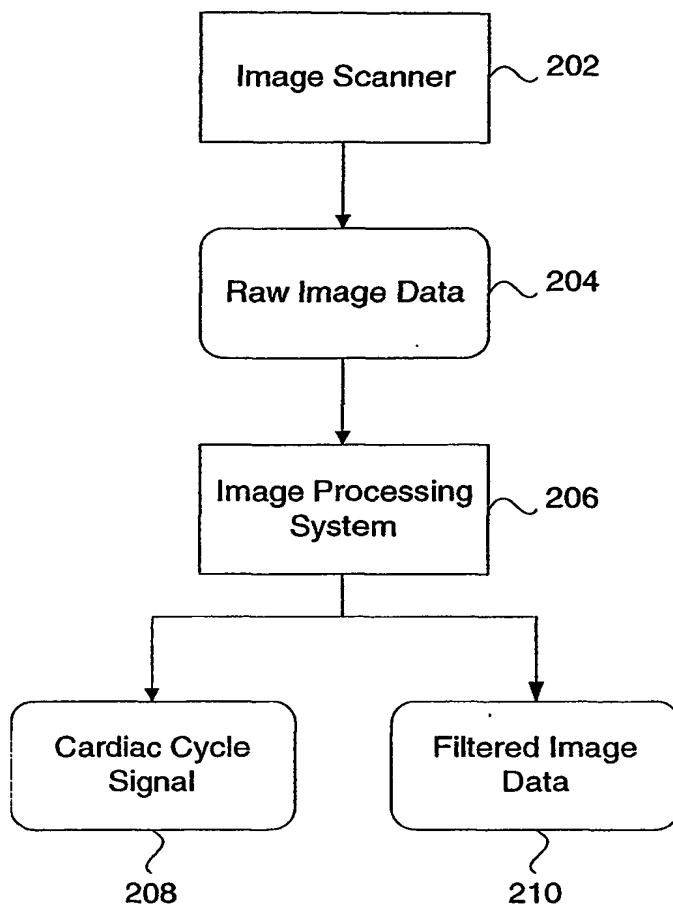 Image Scanner
202
Raw Image Data
204
Image Processing
System
206
Cardiac Cycle
Signal
Filtered Image
Data
208
210